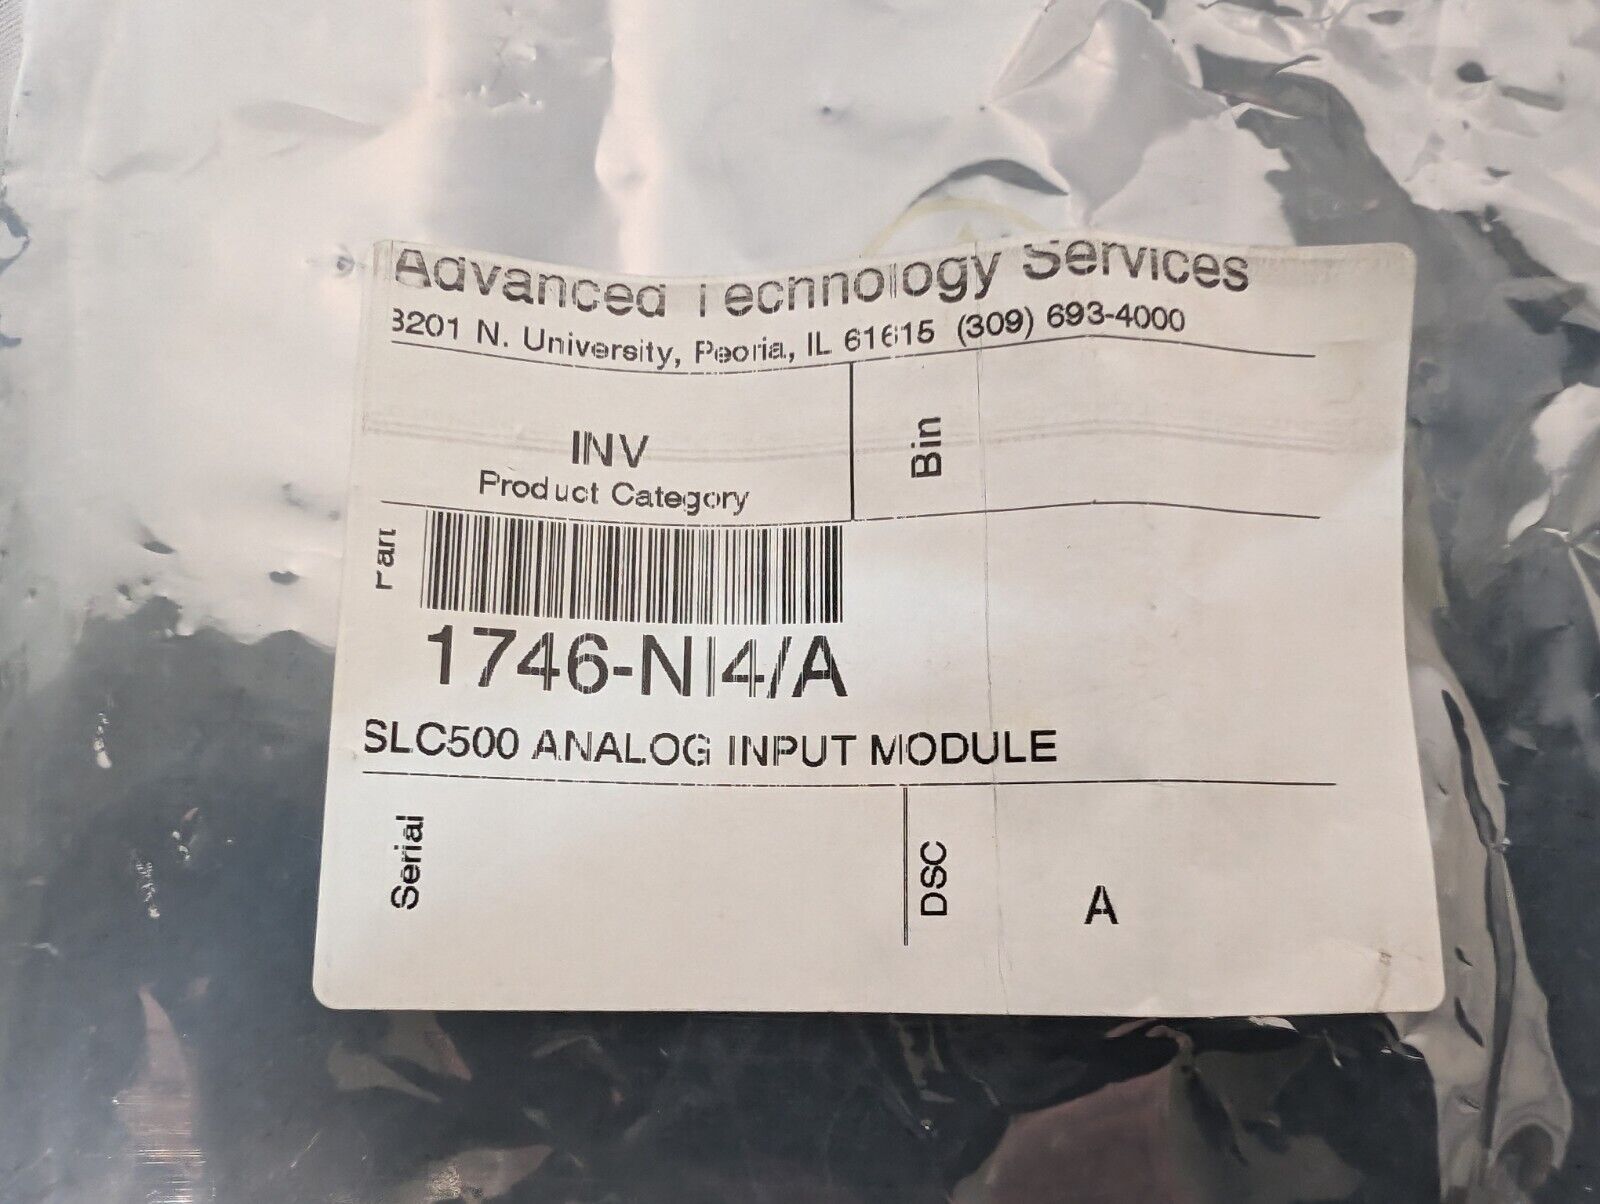 Advanced Technology Services
8201 N. University, Peoria, IL 61615 (309) 693-4000
INV
Product Category
Bin
Part
1746-NI4/A
SLC500 ANALOG INPUT MODULE
Serial
DSC
A